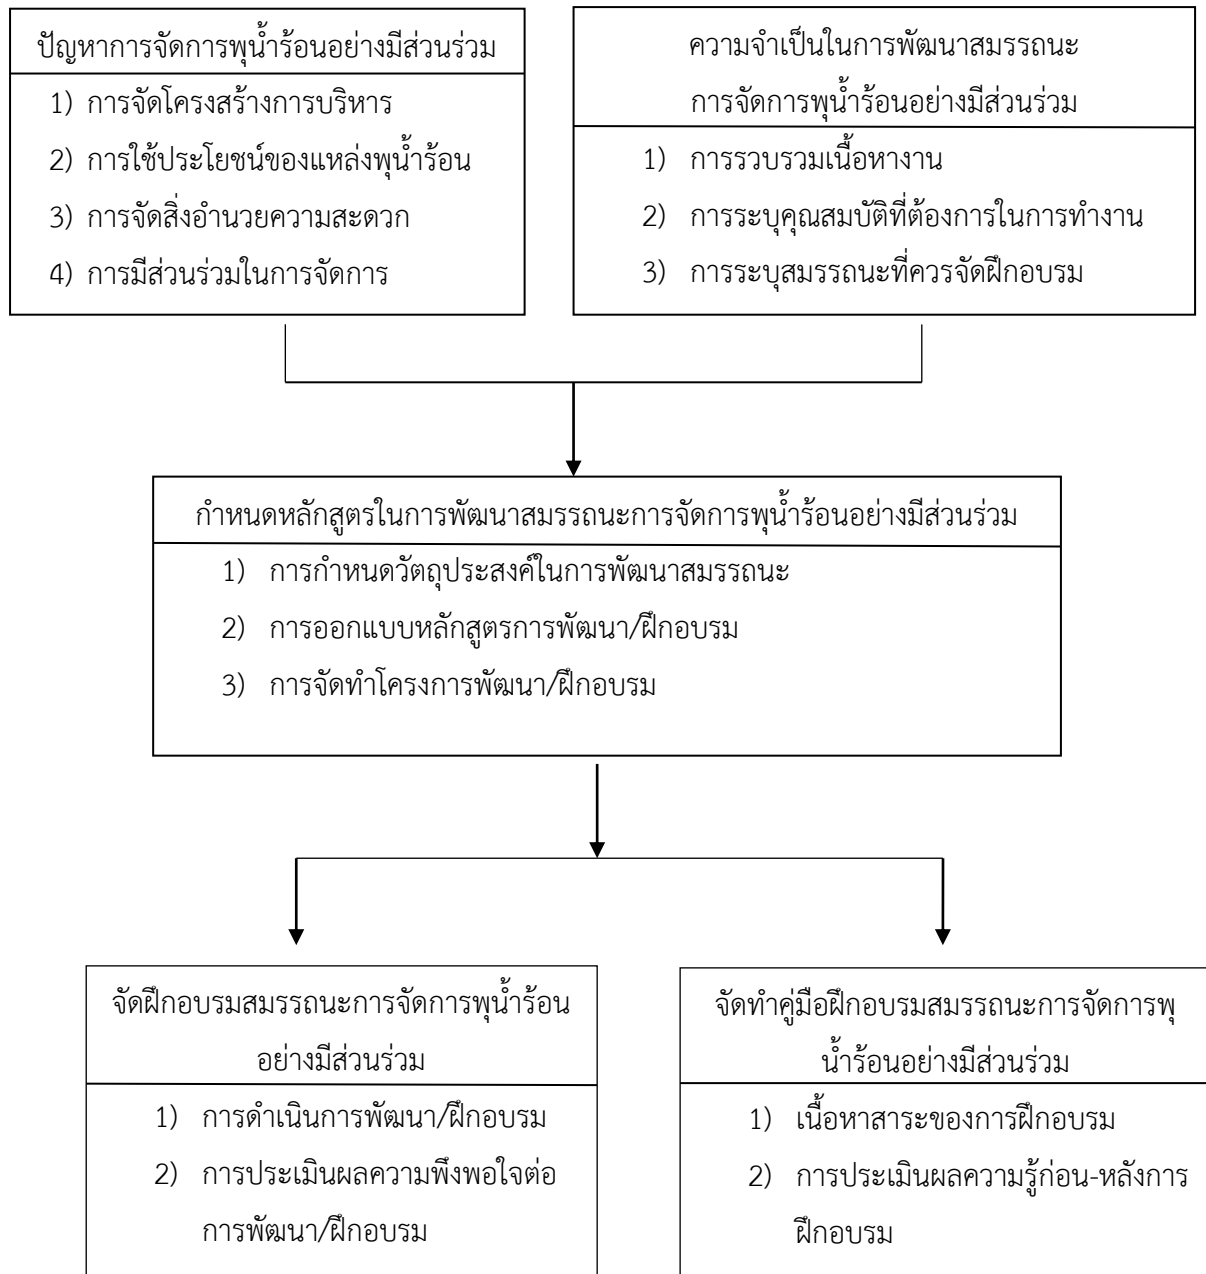 ปัญหาการจัดการพุน้ำร้อนอย่างมีส่วนร่วม
1) การจัดโครงสร้างการบริหาร
2) การใช้ประโยชน์ของแหล่งพุน้ำร้อน
3) การจัดสิ่งอำนวยความสะดวก
4) การมีส่วนร่วมในการจัดการ
ความจำเป็นในการพัฒนาสมรรถนะ
การจัดการพุน้ำร้อนอย่างมีส่วนร่วม
1) การรวบรวมเนื้อหางาน
2) การระบุคุณสมบัติที่ต้องการในการทำงาน
3) การระบุสมรรถนะที่ควรจัดฝึกอบรม
กำหนดหลักสูตรในการพัฒนาสมรรถนะการจัดการพุน้ำร้อนอย่างมีส่วนร่วม
1) การกำหนดวัตถุประสงค์ในการพัฒนาสมรรถนะ
2) การออกแบบหลักสูตรการพัฒนา/ฝึกอบรม
3) การจัดทำโครงการพัฒนา/ฝึกอบรม
จัดฝึกอบรมสมรรถนะการจัดการพุน้ำร้อน
อย่างมีส่วนร่วม
1) การดำเนินการพัฒนา/ฝึกอบรม
2) การประเมินผลความพึงพอใจต่อ
การพัฒนา/ฝึกอบรม
จัดทำคู่มือฝึกอบรมสมรรถนะการจัดการพุ
น้ำร้อนอย่างมีส่วนร่วม
1) เนื้อหาสาระของการฝึกอบรม
2) การประเมินผลความรู้ก่อน-หลังการ
ฝึกอบรม